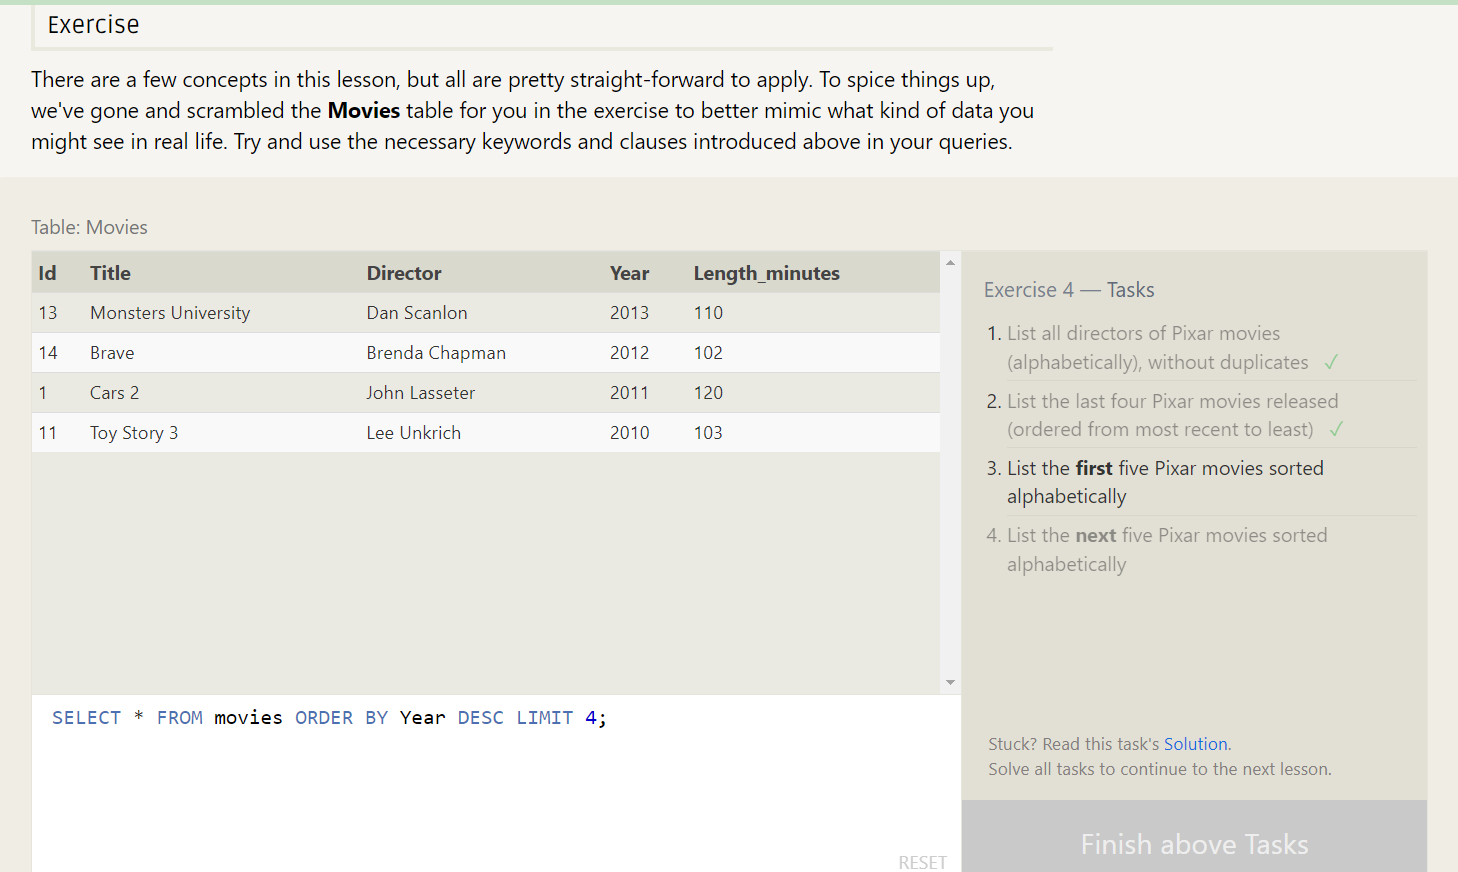 Exercise
There are a few concepts in this lesson, but all are pretty straight-forward to apply. To spice things up,
we've gone and scrambled the Movies table for you in the exercise to better mimic what kind of data you
might see in real life. Try and use the necessary keywords and clauses introduced above in your queries.
Table: Movies
Id Title Director Year Length_minutes
13 Monsters University Dan Scanlon 2013 110
14 Brave Brenda Chapman 2012 102
1 Cars 2 John Lasseter 2011 120
11 Toy Story 3 Lee Unkrich 2010 103
SELECT * FROM movies ORDER BY Year DESC LIMIT 4;
RESET
Exercise 4 — Tasks
1. List all directors of Pixar movies
(alphabetically), without duplicates ✓
2. List the last four Pixar movies released
(ordered from most recent to least) ✓
3. List the first five Pixar movies sorted
alphabetically
4. List the next five Pixar movies sorted
alphabetically
Stuck? Read this task's Solution.
Solve all tasks to continue to the next lesson.
Finish above Tasks